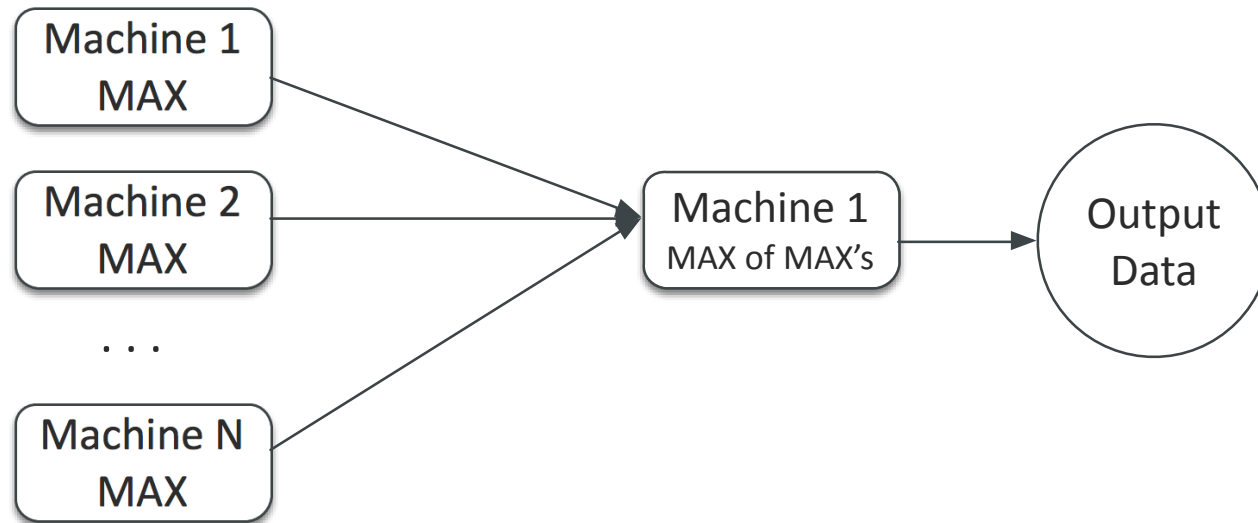 Machine 1
MAX
Machine 2
MAX
. . .
Machine N
MAX
Machine 1
MAX of MAX’s
Output
Data